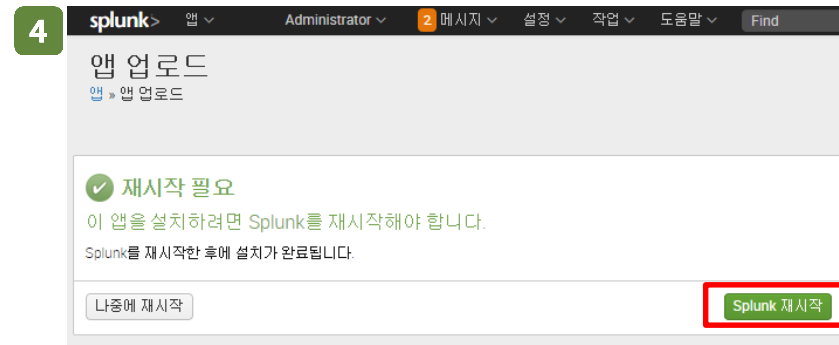 4
splunk> 앱 Administrator 2 메시지 설정 작업 도움말 Find
앱 업로드
앱 » 앱 업로드
재시작 필요
이 앱을 설치하려면 Splunk를 재시작해야 합니다.
Splunk를 재시작한 후에 설치가 완료됩니다.
나중에 재시작 Splunk 재시작